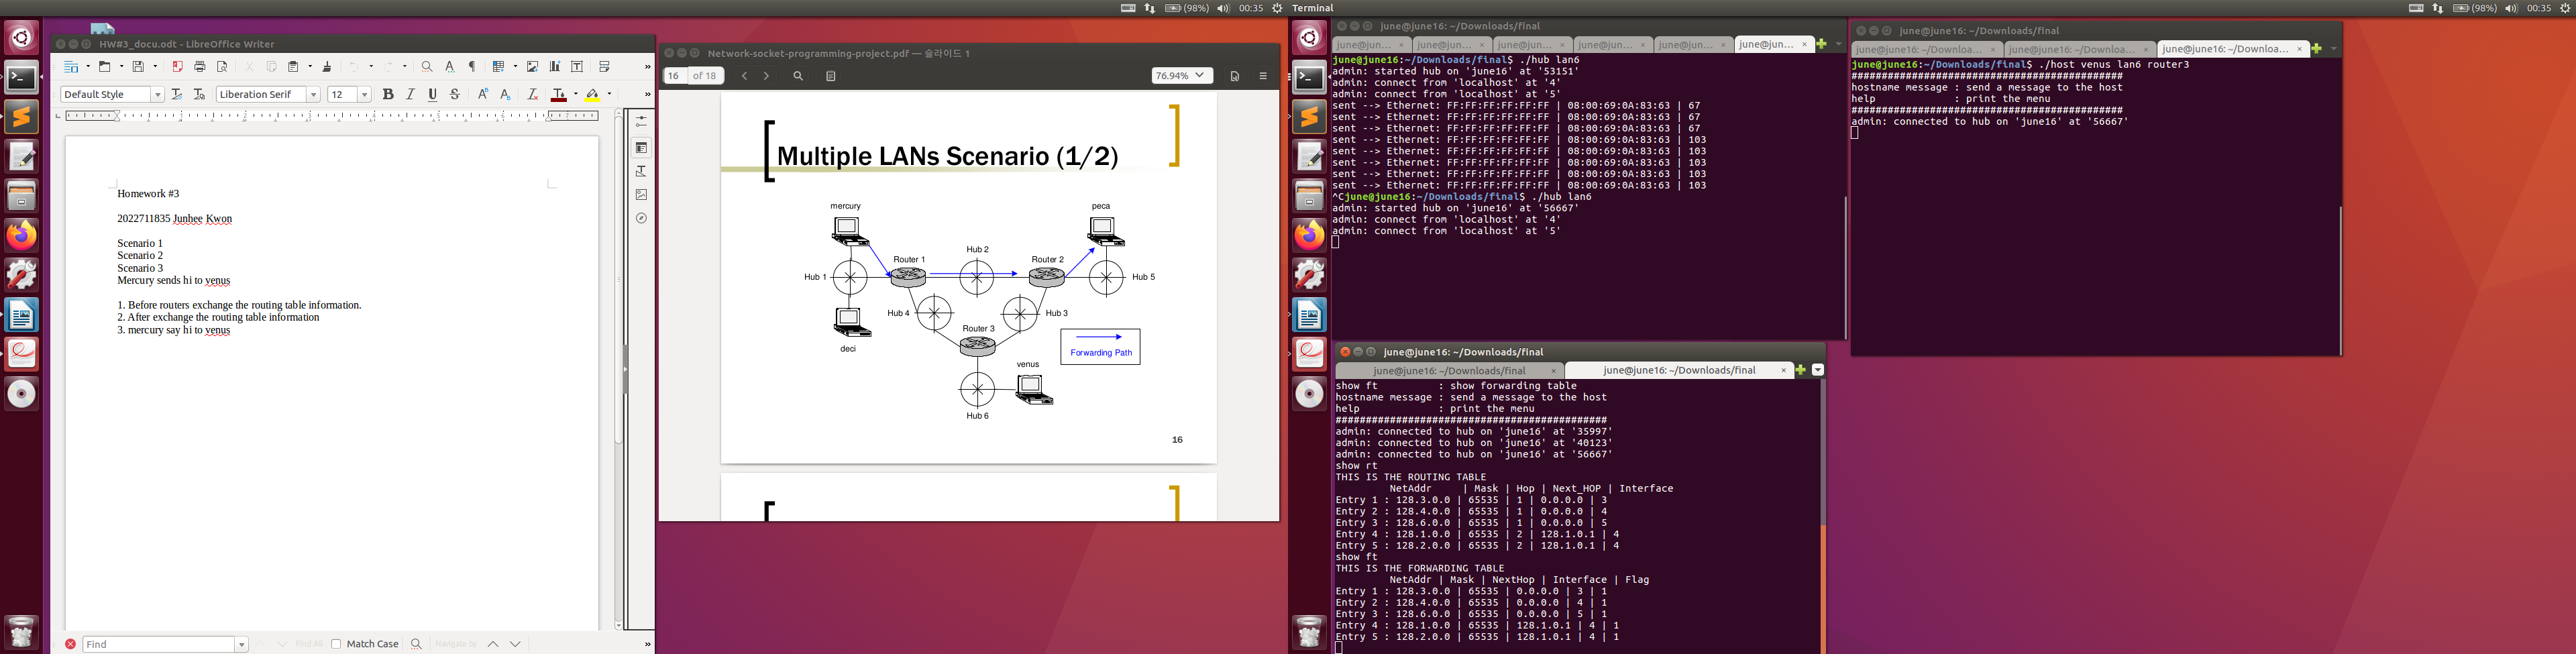 (98%) 00:35
Terminal
(98%) 00:35
HW#3_docu.odt - LibreOffice Writer
Default Style
Liberation Serif
12
Homework #3
2022711835 Junhee Kwon
Scenario 1
Scenario 2
Scenario 3
Mercury sends hi to venus
1. Before routers exchange the routing table information.
2. After exchange the routing table information
3. mercury say hi to venus
Find
Find All
Match Case
Navigate by
Network-socket-programming-project.pdf — 슬라이드 1
16 of 18
76.94%
Multiple LANs Scenario (1/2)
mercury
peca
Hub 2
Router 1
Router 2
Hub 1
Hub 5
Hub 4
Hub 3
Router 3
deci
Forwarding Path
venus
Hub 6
16
june@june16: ~/Downloads/final
june@jun...
june@jun...
june@jun...
june@jun...
june@jun...
june@jun...
june@june16:~/Downloads/final$ ./hub lan6
admin: started hub on 'june16' at '53151'
admin: connect from 'localhost' at '4'
admin: connect from 'localhost' at '5'
sent --> Ethernet: FF:FF:FF:FF:FF:FF | 08:00:69:0A:83:63 | 67
sent --> Ethernet: FF:FF:FF:FF:FF:FF | 08:00:69:0A:83:63 | 67
sent --> Ethernet: FF:FF:FF:FF:FF:FF | 08:00:69:0A:83:63 | 67
sent --> Ethernet: FF:FF:FF:FF:FF:FF | 08:00:69:0A:83:63 | 103
sent --> Ethernet: FF:FF:FF:FF:FF:FF | 08:00:69:0A:83:63 | 103
sent --> Ethernet: FF:FF:FF:FF:FF:FF | 08:00:69:0A:83:63 | 103
sent --> Ethernet: FF:FF:FF:FF:FF:FF | 08:00:69:0A:83:63 | 103
sent --> Ethernet: FF:FF:FF:FF:FF:FF | 08:00:69:0A:83:63 | 103
^Cjune@june16:~/Downloads/final$ ./hub lan6
admin: started hub on 'june16' at '56667'
admin: connect from 'localhost' at '4'
admin: connect from 'localhost' at '5'
june@june16: ~/Downloads/final
june@june16: ~/Downloa...
june@june16: ~/Downloa...
june@june16: ~/Downloa...
june@june16:~/Downloads/final$ ./host venus lan6 router3
#############################################
hostname message : send a message to the host
help             : print the menu
#############################################
admin: connected to hub on 'june16' at '56667'
june@june16: ~/Downloads/final
june@june16: ~/Downloads/final
june@june16: ~/Downloads/final
show ft          : show forwarding table
hostname message : send a message to the host
help             : print the menu
#############################################
admin: connected to hub on 'june16' at '35997'
admin: connected to hub on 'june16' at '40123'
admin: connected to hub on 'june16' at '56667'
show rt
THIS IS THE ROUTING TABLE
NetAddr | Mask | Hop | Next_HOP | Interface
Entry 1 : 128.3.0.0 | 65535 | 1 | 0.0.0.0 | 3
Entry 2 : 128.4.0.0 | 65535 | 1 | 0.0.0.0 | 4
Entry 3 : 128.6.0.0 | 65535 | 1 | 0.0.0.0 | 5
Entry 4 : 128.1.0.0 | 65535 | 2 | 128.1.0.1 | 4
Entry 5 : 128.2.0.0 | 65535 | 2 | 128.1.0.1 | 4
show ft
THIS IS THE FORWARDING TABLE
NetAddr | Mask | NextHop | Interface | Flag
Entry 1 : 128.3.0.0 | 65535 | 0.0.0.0 | 3 | 1
Entry 2 : 128.4.0.0 | 65535 | 0.0.0.0 | 4 | 1
Entry 3 : 128.6.0.0 | 65535 | 0.0.0.0 | 5 | 1
Entry 4 : 128.1.0.0 | 65535 | 128.1.0.1 | 4 | 1
Entry 5 : 128.2.0.0 | 65535 | 128.1.0.1 | 4 | 1